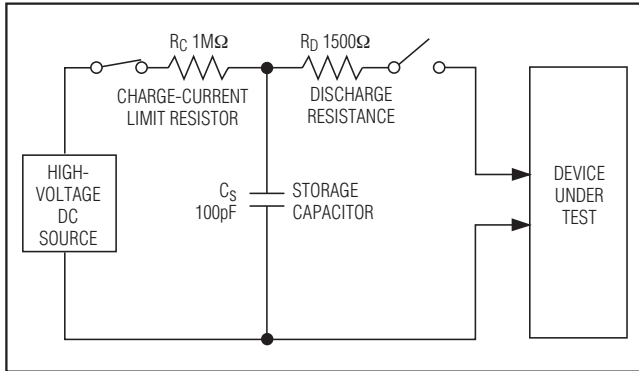 R_C 1MΩ
CHARGE-CURRENT
LIMIT RESISTOR
R_D 1500Ω
DISCHARGE
RESISTANCE
HIGH-
VOLTAGE
DC
SOURCE
C_S
100pF
STORAGE
CAPACITOR
DEVICE
UNDER
TEST